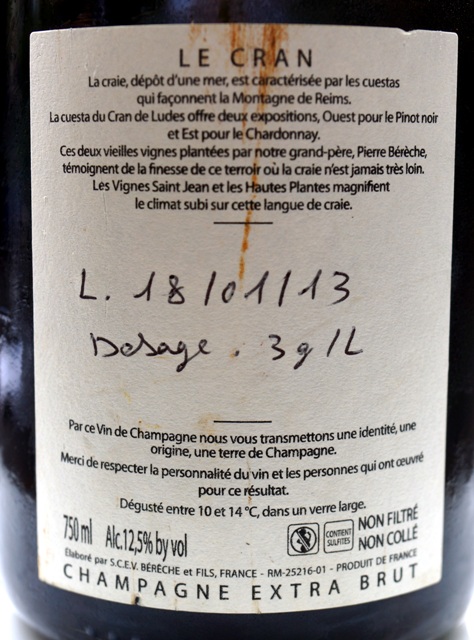 LE CRAN
La craie, dépôt d'une mer, est caractérisée par les cuestas
qui façonnent la Montagne de Reims.
La cuesta du Cran de Ludes offre deux expositions, Ouest pour le Pinot noir
et Est pour le Chardonnay.
Ces deux vieilles vignes plantées par notre grand-père, Pierre Bérèche,
témoignent de la finesse de ce terroir où la craie n'est jamais très loin.
Les Vignes Saint Jean et les Hautes Plantes magnifient
le climat subi sur cette langue de craie.
L. 18/01/13
Dosage . 3g/L
Par ce Vin de Champagne nous vous transmettons une identité, une
origine, une terre de Champagne.
Merci de respecter la personnalité du vin et les personnes qui ont œuvré
pour ce résultat.
Dégusté entre 10 et 14 °C, dans un verre large.
750 ml Alc.12,5% by vol
CONTIENT
SULFITES
NON FILTRÉ
NON COLLÉ
Elaboré par S.C.E.V. BÉRÈCHE et FILS, FRANCE - RM-25216-01 - PRODUIT DE FRANCE
CHAMPAGNE EXTRA BRUT